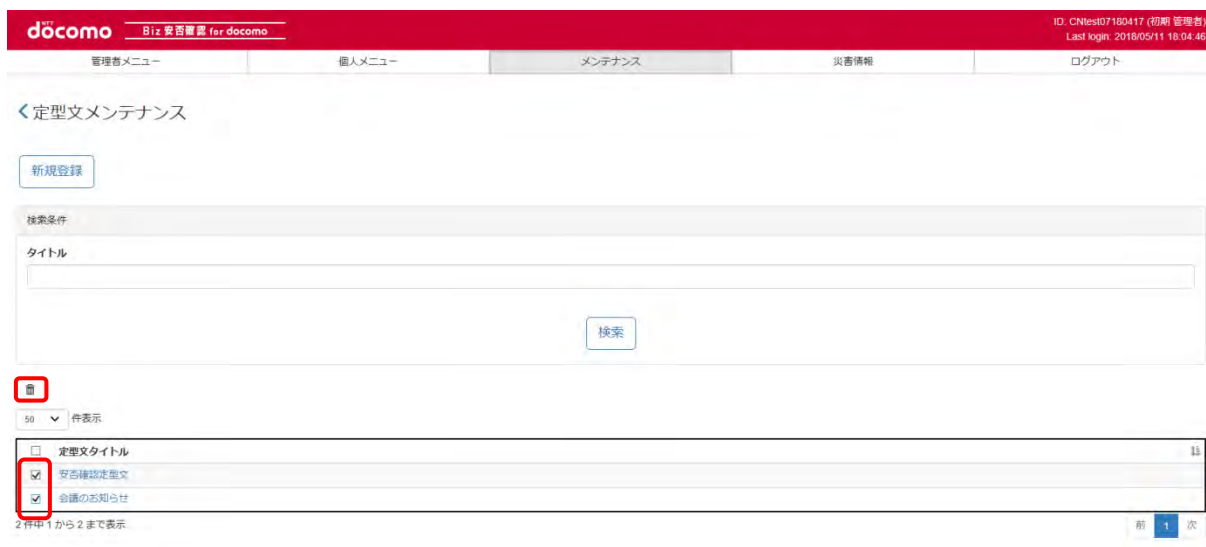 NTT
döcomo Biz 安否確認 for docomo
ID: CNtest07180417 (初期 管理者)
Last login: 2018/05/11 18:04:46
管理者メニュー 個人メニュー メンテナンス 災害情報 ログアウト
定型文メンテナンス
新規登録
検索条件
タイトル
検索
50 件表示
定型文タイトル
安否確認定型文
会議のお知らせ
2 件中 1 から 2 まで表示
前 1 次